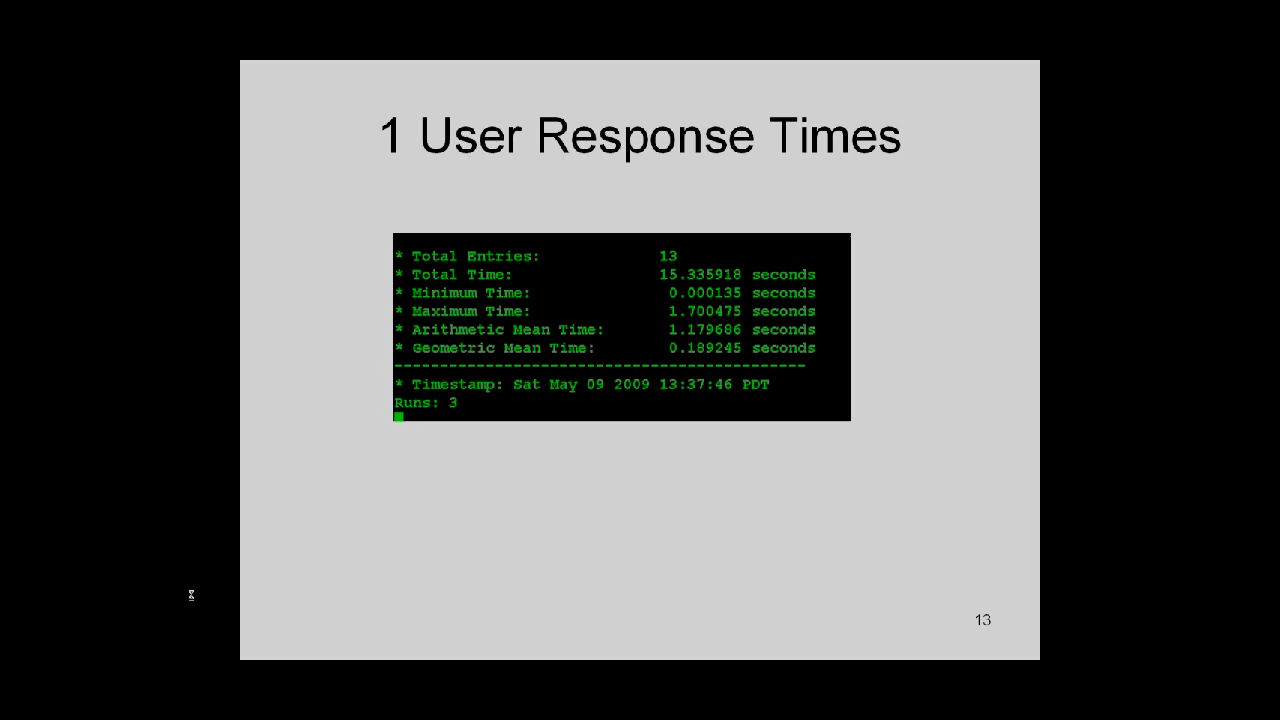 1 User Response Times
* Total Entries: 13
* Total Time: 15.335918 seconds
* Minimum Time: 0.000135 seconds
* Maximum Time: 1.700475 seconds
* Arithmetic Mean Time: 1.179686 seconds
* Geometric Mean Time: 0.189245 seconds
---------------------------------------------
* Timestamp: Sat May 09 2009 13:37:46 PDT
Runs: 3
13